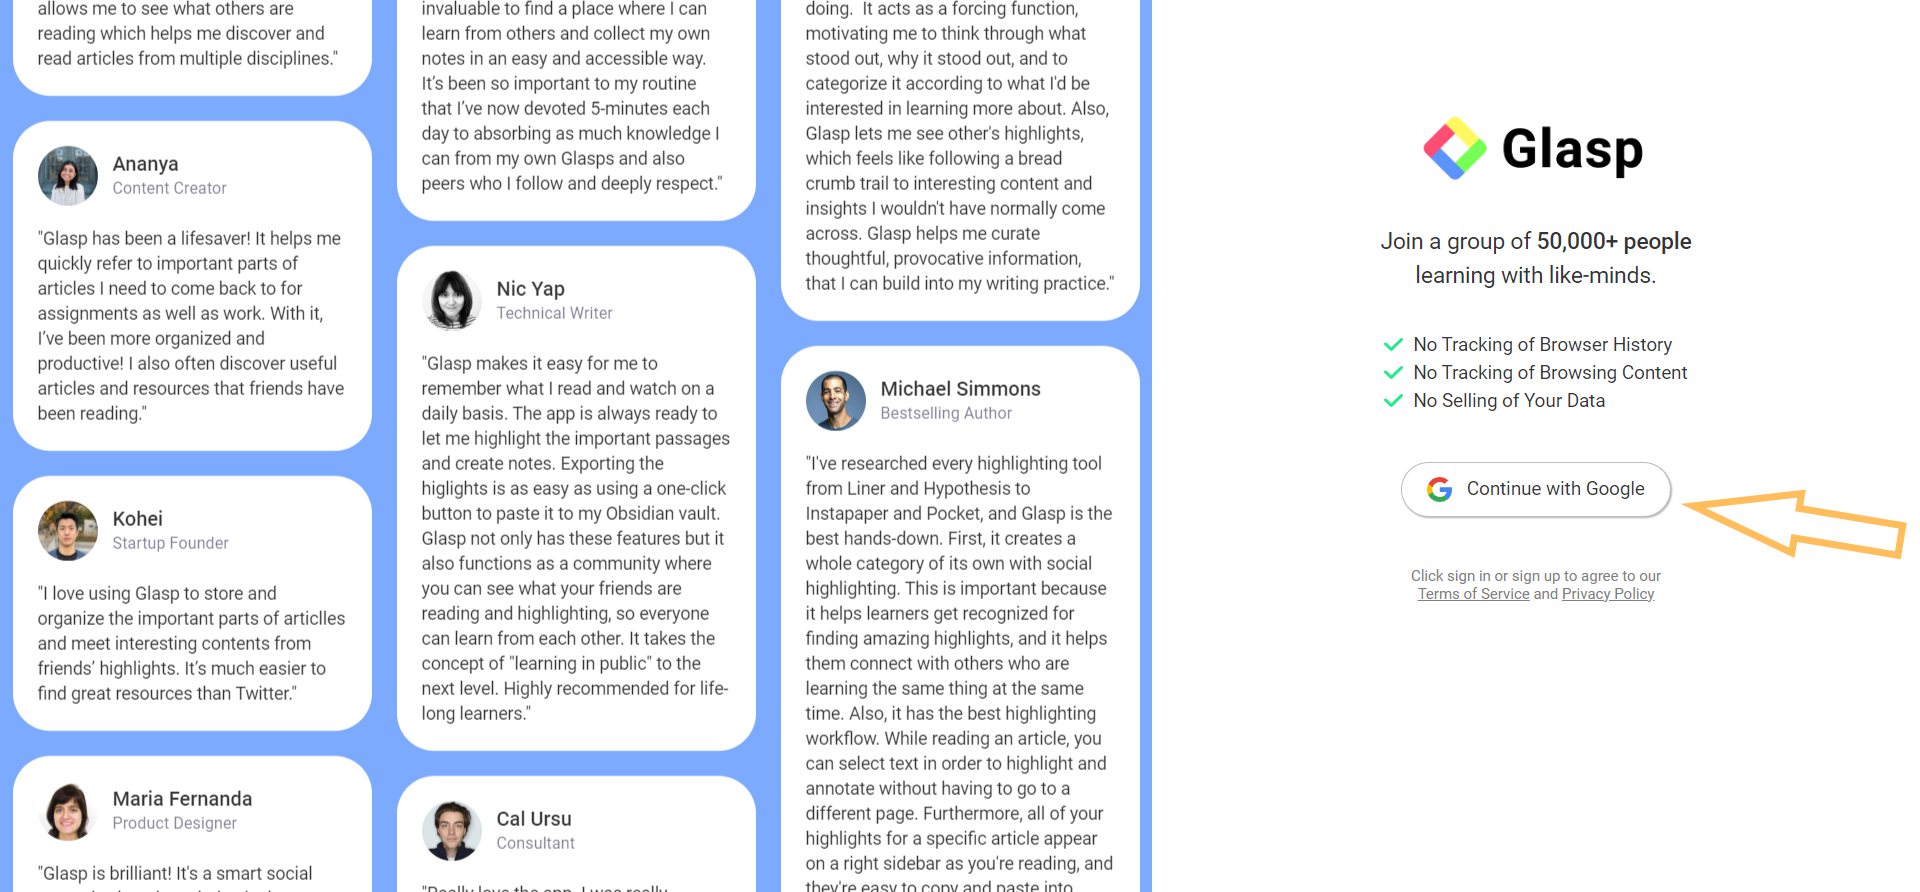 allows me to see what others are
reading which helps me discover and
read articles from multiple disciplines."
Ananya
Content Creator
"Glasp has been a lifesaver! It helps me
quickly refer to important parts of
articles I need to come back to for
assignments as well as work. With it,
I’ve been more organized and
productive! I also often discover useful
articles and resources that friends have
been reading."
Kohei
Startup Founder
"I love using Glasp to store and
organize the important parts of articlles
and meet interesting contents from
friends’ highlights. It’s much easier to
find great resources than Twitter."
Maria Fernanda
Product Designer
"Glasp is brilliant! It's a smart social
invaluable to find a place where I can
learn from others and collect my own
notes in an easy and accessible way.
It’s been so important to my routine
that I’ve now devoted 5-minutes each
day to absorbing as much knowledge I
can from my own Glasps and also
peers who I follow and deeply respect."
Nic Yap
Technical Writer
"Glasp makes it easy for me to
remember what I read and watch on a
daily basis. The app is always ready to
let me highlight the important passages
and create notes. Exporting the
higlights is as easy as using a one-click
button to paste it to my Obsidian vault.
Glasp not only has these features but it
also functions as a community where
you can see what your friends are
reading and highlighting, so everyone
can learn from each other. It takes the
concept of "learning in public" to the
next level. Highly recommended for life-
long learners."
Cal Ursu
Consultant
"Really love the app. I was really
doing.  It acts as a forcing function,
motivating me to think through what
stood out, why it stood out, and to
categorize it according to what I'd be
interested in learning more about. Also,
Glasp lets me see other's highlights,
which feels like following a bread
crumb trail to interesting content and
insights I wouldn't have normally come
across. Glasp helps me curate
thoughtful, provocative information,
that I can build into my writing practice."
Michael Simmons
Bestselling Author
"I've researched every highlighting tool
from Liner and Hypothesis to
Instapaper and Pocket, and Glasp is the
best hands-down. First, it creates a
whole category of its own with social
highlighting. This is important because
it helps learners get recognized for
finding amazing highlights, and it helps
them connect with others who are
learning the same thing at the same
time. Also, it has the best highlighting
workflow. While reading an article, you
can select text in order to highlight and
annotate without having to go to a
different page. Furthermore, all of your
highlights for a specific article appear
on a right sidebar as you're reading, and
they're easy to copy and paste into
Glasp
Join a group of 50,000+ people
learning with like-minds.
No Tracking of Browser History
No Tracking of Browsing Content
No Selling of Your Data
Continue with Google
Click sign in or sign up to agree to our
Terms of Service and Privacy Policy